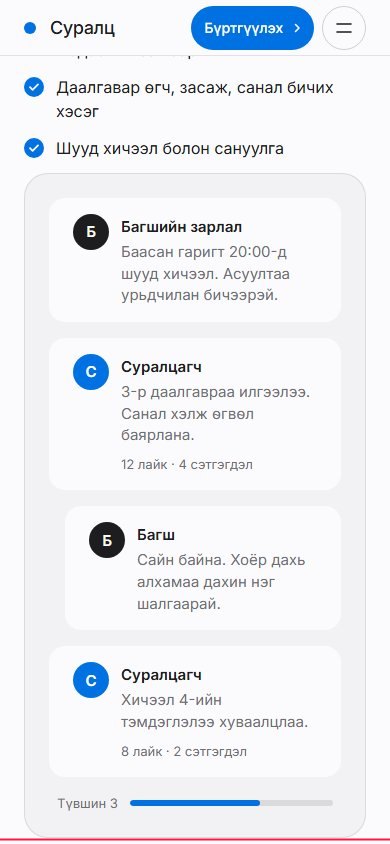 Суралц
Бүртгүүлэх
Даалгавар өгч, засаж, санал бичих
хэсэг
Шууд хичээл болон сануулга
Б
Багшийн зарлал
Баасан гаригт 20:00-д
шууд хичээл. Асуултаа
урьдчилан бичээрэй.
С
Суралцагч
3-р даалгавраа илгээлээ.
Санал хэлж өгвөл
баярлана.
12 лайк · 4 сэтгэгдэл
Б
Багш
Сайн байна. Хоёр дахь
алхамаа дахин нэг
шалгаарай.
С
Суралцагч
Хичээл 4-ийн
тэмдэглэлээ хуваалцлаа.
8 лайк · 2 сэтгэгдэл
Түвшин 3